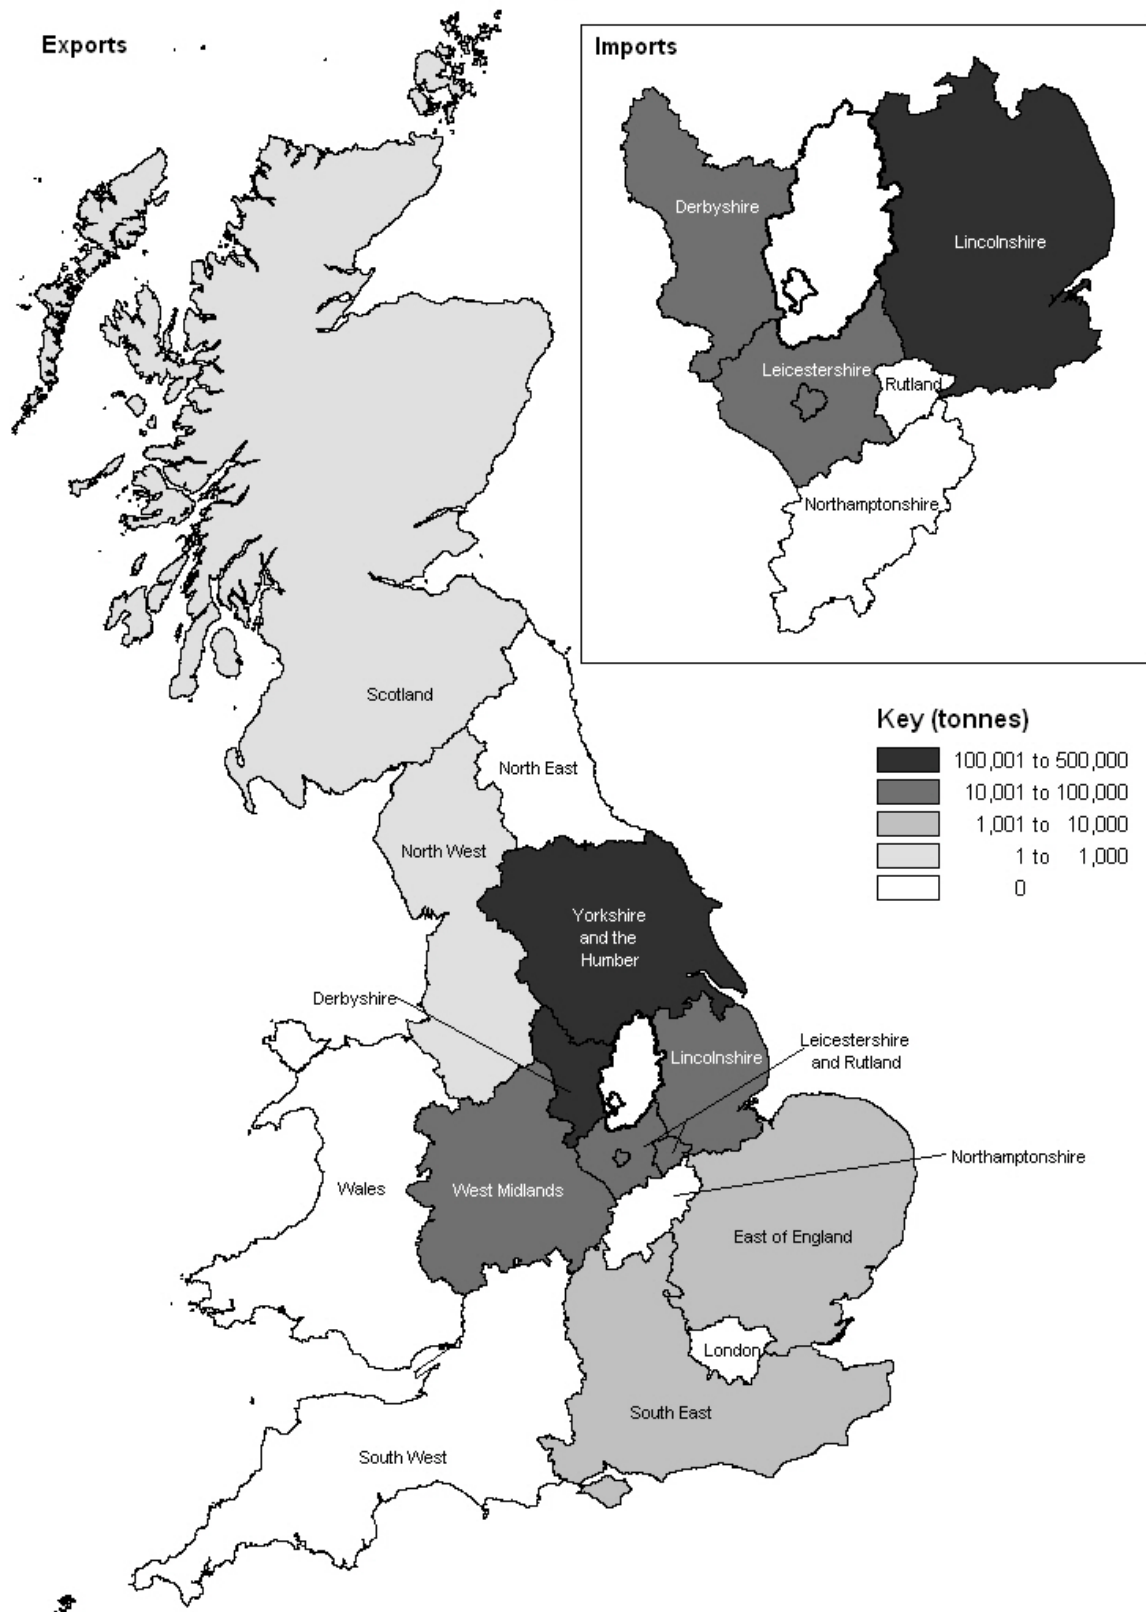 Exports
Imports
Derbyshire
Lincolnshire
Leicestershire
Rutland
Northamptonshire
Scotland
Key (tonnes)
100,001 to 500,000
10,001 to 100,000
1,001 to 10,000
1 to 1,000
0
North East
North West
Yorkshire
and the
Humber
Derbyshire
Lincolnshire
Leicestershire
and Rutland
Northamptonshire
Wales
West Midlands
East of England
London
South East
South West